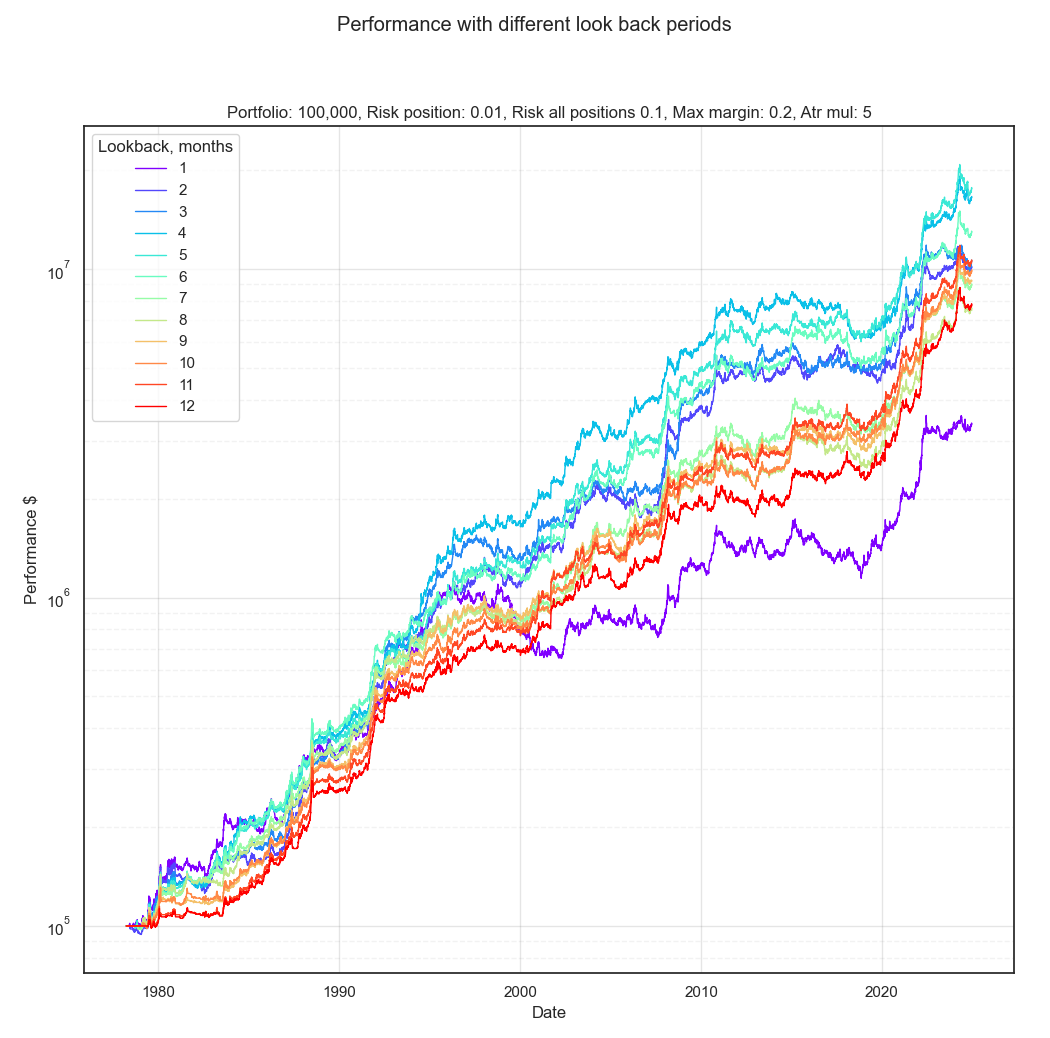 Performance with different look back periods
Portfolio: 100,000, Risk position: 0.01, Risk all positions 0.1, Max margin: 0.2, Atr mul: 5
Lookback, months
1
2
3
4
5
6
7
8
9
10
11
12
Performance $
10^7
10^6
10^5
1980 1990 2000 2010 2020
Date